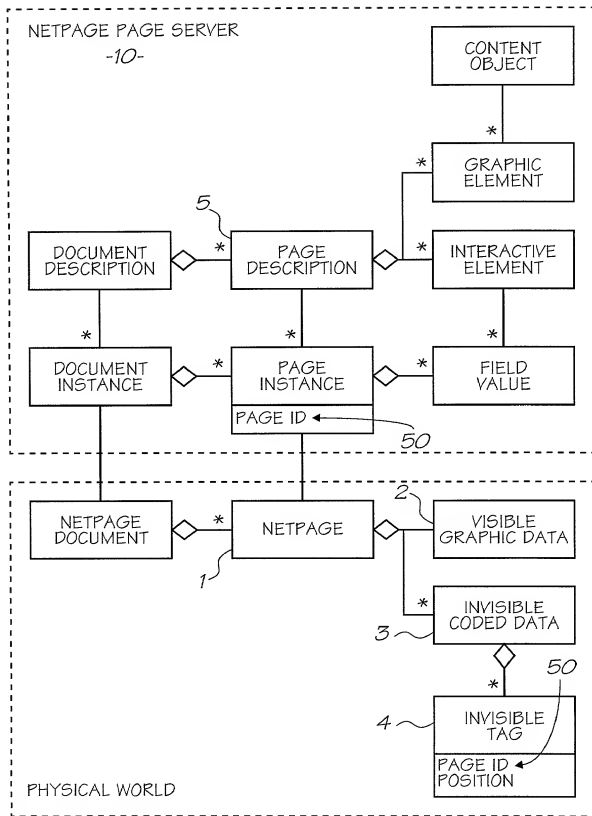 NETPAGE PAGE SERVER
-10-
CONTENT
OBJECT
*
*
GRAPHIC
ELEMENT
5
DOCUMENT
DESCRIPTION
*
PAGE
DESCRIPTION
*
INTERACTIVE
ELEMENT
*
*
*
DOCUMENT
INSTANCE
*
PAGE
INSTANCE
*
FIELD
VALUE
PAGE ID
50
NETPAGE
DOCUMENT
*
NETPAGE
1
2
VISIBLE
GRAPHIC DATA
*
INVISIBLE
CODED DATA
3
*
50
4
INVISIBLE
TAG
PAGE ID
POSITION
PHYSICAL WORLD